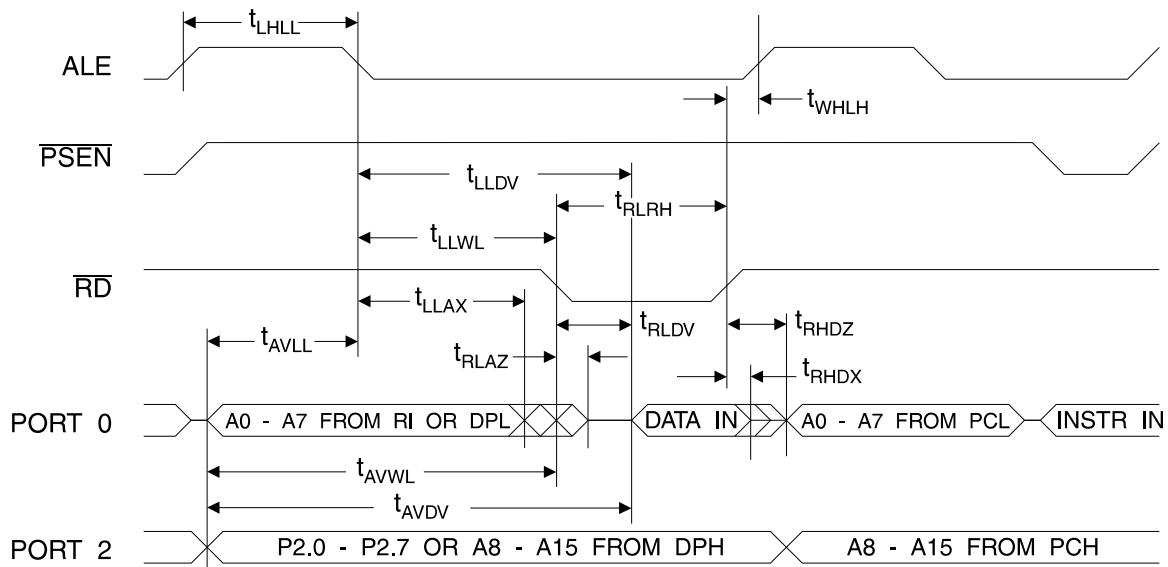 tLHLL
ALE
tWHLH
PSEN
tLLDV
tRLRH
tLLWL
RD
tLLAX
tRLDV
tRHDZ
tAVLL
tRLAZ
tRHDX
PORT 0
A0 - A7 FROM RI OR DPL
DATA IN
A0 - A7 FROM PCL
INSTR IN
tAVWL
tAVDV
PORT 2
P2.0 - P2.7 OR A8 - A15 FROM DPH
A8 - A15 FROM PCH